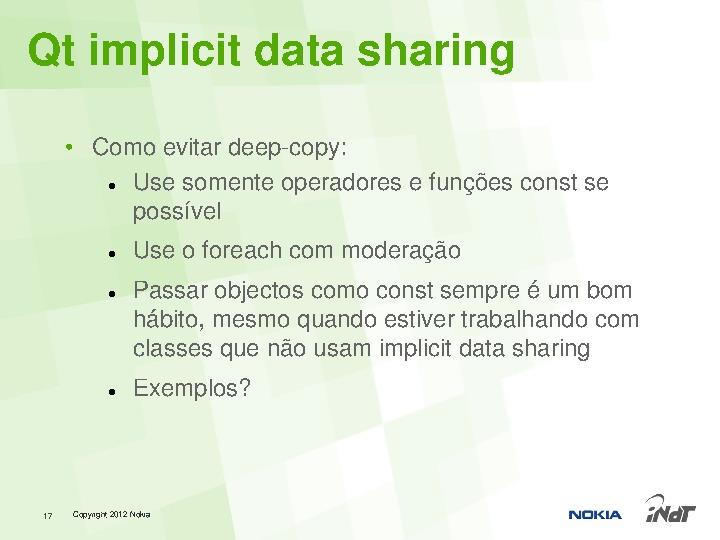 Qt implicit data sharing
• Como evitar deep-copy:
● Use somente operadores e funções const se
possível
● Use o foreach com moderação
● Passar objectos como const sempre é um bom
hábito, mesmo quando estiver trabalhando com
classes que não usam implicit data sharing
● Exemplos?
17 Copyright 2012 Nokia
NOKIA
iNdT